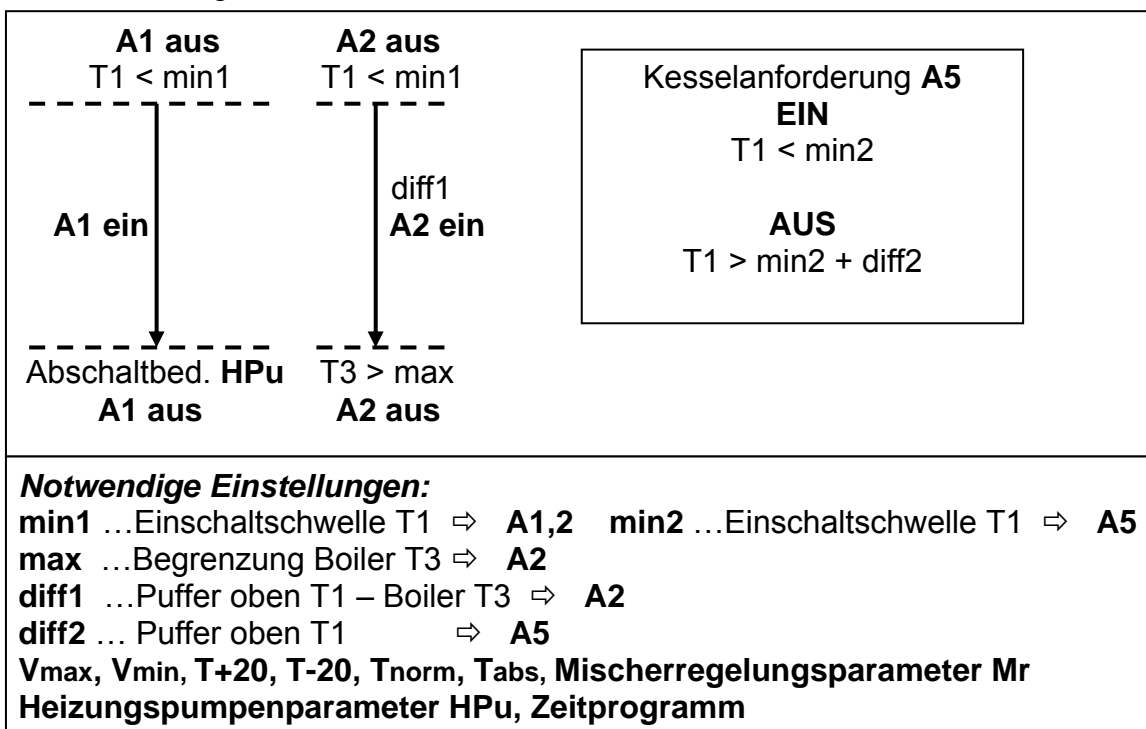 A1 aus A2 aus
T1 < min1 T1 < min1
diff1
A1 ein A2 ein
Abschaltbed. HPu T3 > max
A1 aus A2 aus
Kesselanforderung A5
EIN
T1 < min2
AUS
T1 > min2 + diff2
Notwendige Einstellungen:
min1 …Einschaltschwelle T1 ⇨ A1,2 min2 …Einschaltschwelle T1 ⇨ A5
max …Begrenzung Boiler T3 ⇨ A2
diff1 …Puffer oben T1 – Boiler T3 ⇨ A2
diff2 … Puffer oben T1 ⇨ A5
Vmax, Vmin, T+20, T-20, Tnorm, Tabs, Mischerregelungsparameter Mr
Heizungspumpenparameter HPu, Zeitprogramm